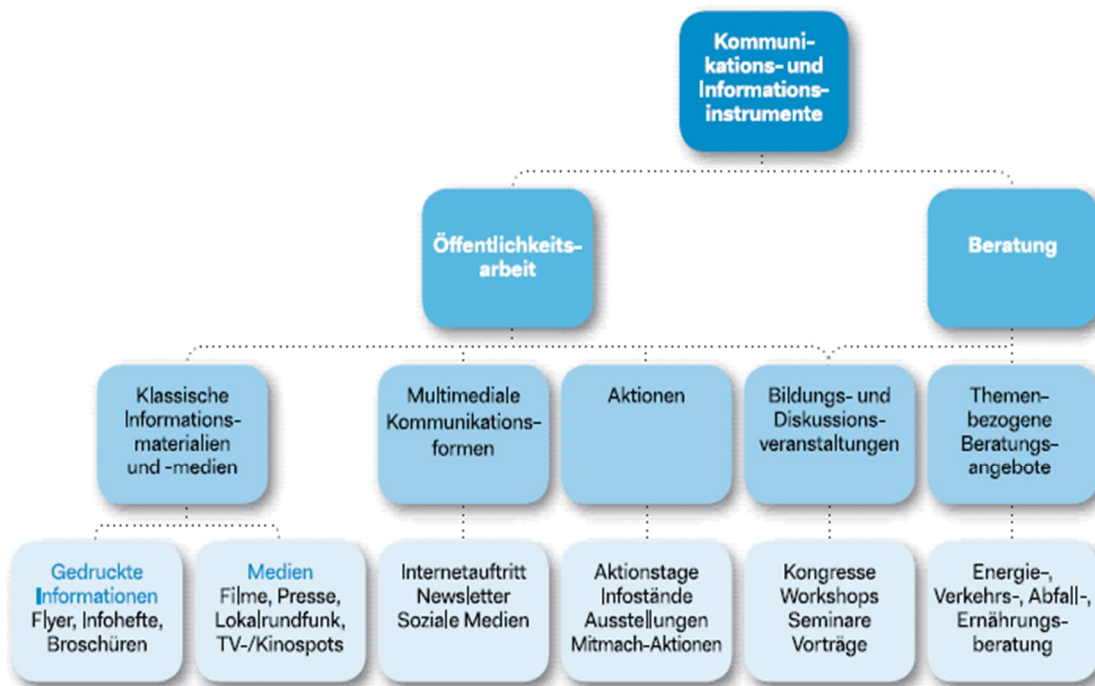 Kommuni-
kations- und
Informations-
instrumente
Öffentlichkeits-
arbeit
Beratung
Klassische
Informations-
materialien
und -medien
Multimediale
Kommunikations-
formen
Aktionen
Bildungs- und
Diskussions-
veranstaltungen
Themen-
bezogene
Beratungs-
angebote
Gedruckte
Informationen
Flyer, Infohefte,
Broschüren
Medien
Filme, Presse,
Lokalrundfunk,
TV-/Kinospots
Internetauftritt
Newsletter
Soziale Medien
Aktionstage
Infostände
Ausstellungen
Mitmach-Aktionen
Kongresse
Workshops
Seminare
Vorträge
Energie-,
Verkehrs-, Abfall-,
Ernährungs-
beratung